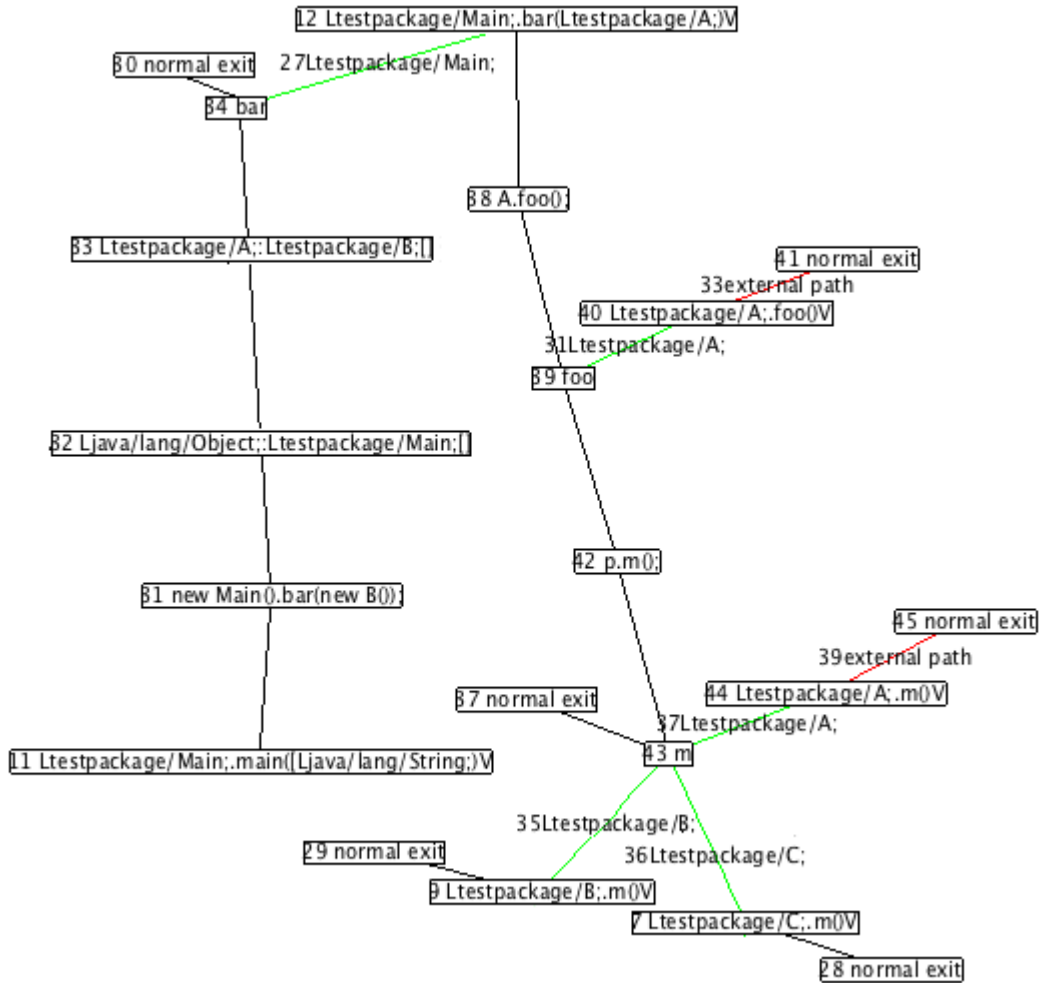 12 Ltestpackage/Main;.bar(Ltestpackage/A;)V
30 normal exit
27Ltestpackage/Main;
34 bar
38 A.foo();
33 Ltestpackage/A;:Ltestpackage/B;[]
41 normal exit
33external path
40 Ltestpackage/A;.foo()V
31Ltestpackage/A;
39 foo
32 Ljava/lang/Object;:Ltestpackage/Main;[]
42 p.m();
31 new Main().bar(new B());
45 normal exit
39external path
44 Ltestpackage/A;.m()V
37 normal exit
37Ltestpackage/A;
43 m
11 Ltestpackage/Main;.main([Ljava/lang/String;)V
35Ltestpackage/B;
29 normal exit
36Ltestpackage/C;
9 Ltestpackage/B;.m()V
7 Ltestpackage/C;.m()V
28 normal exit